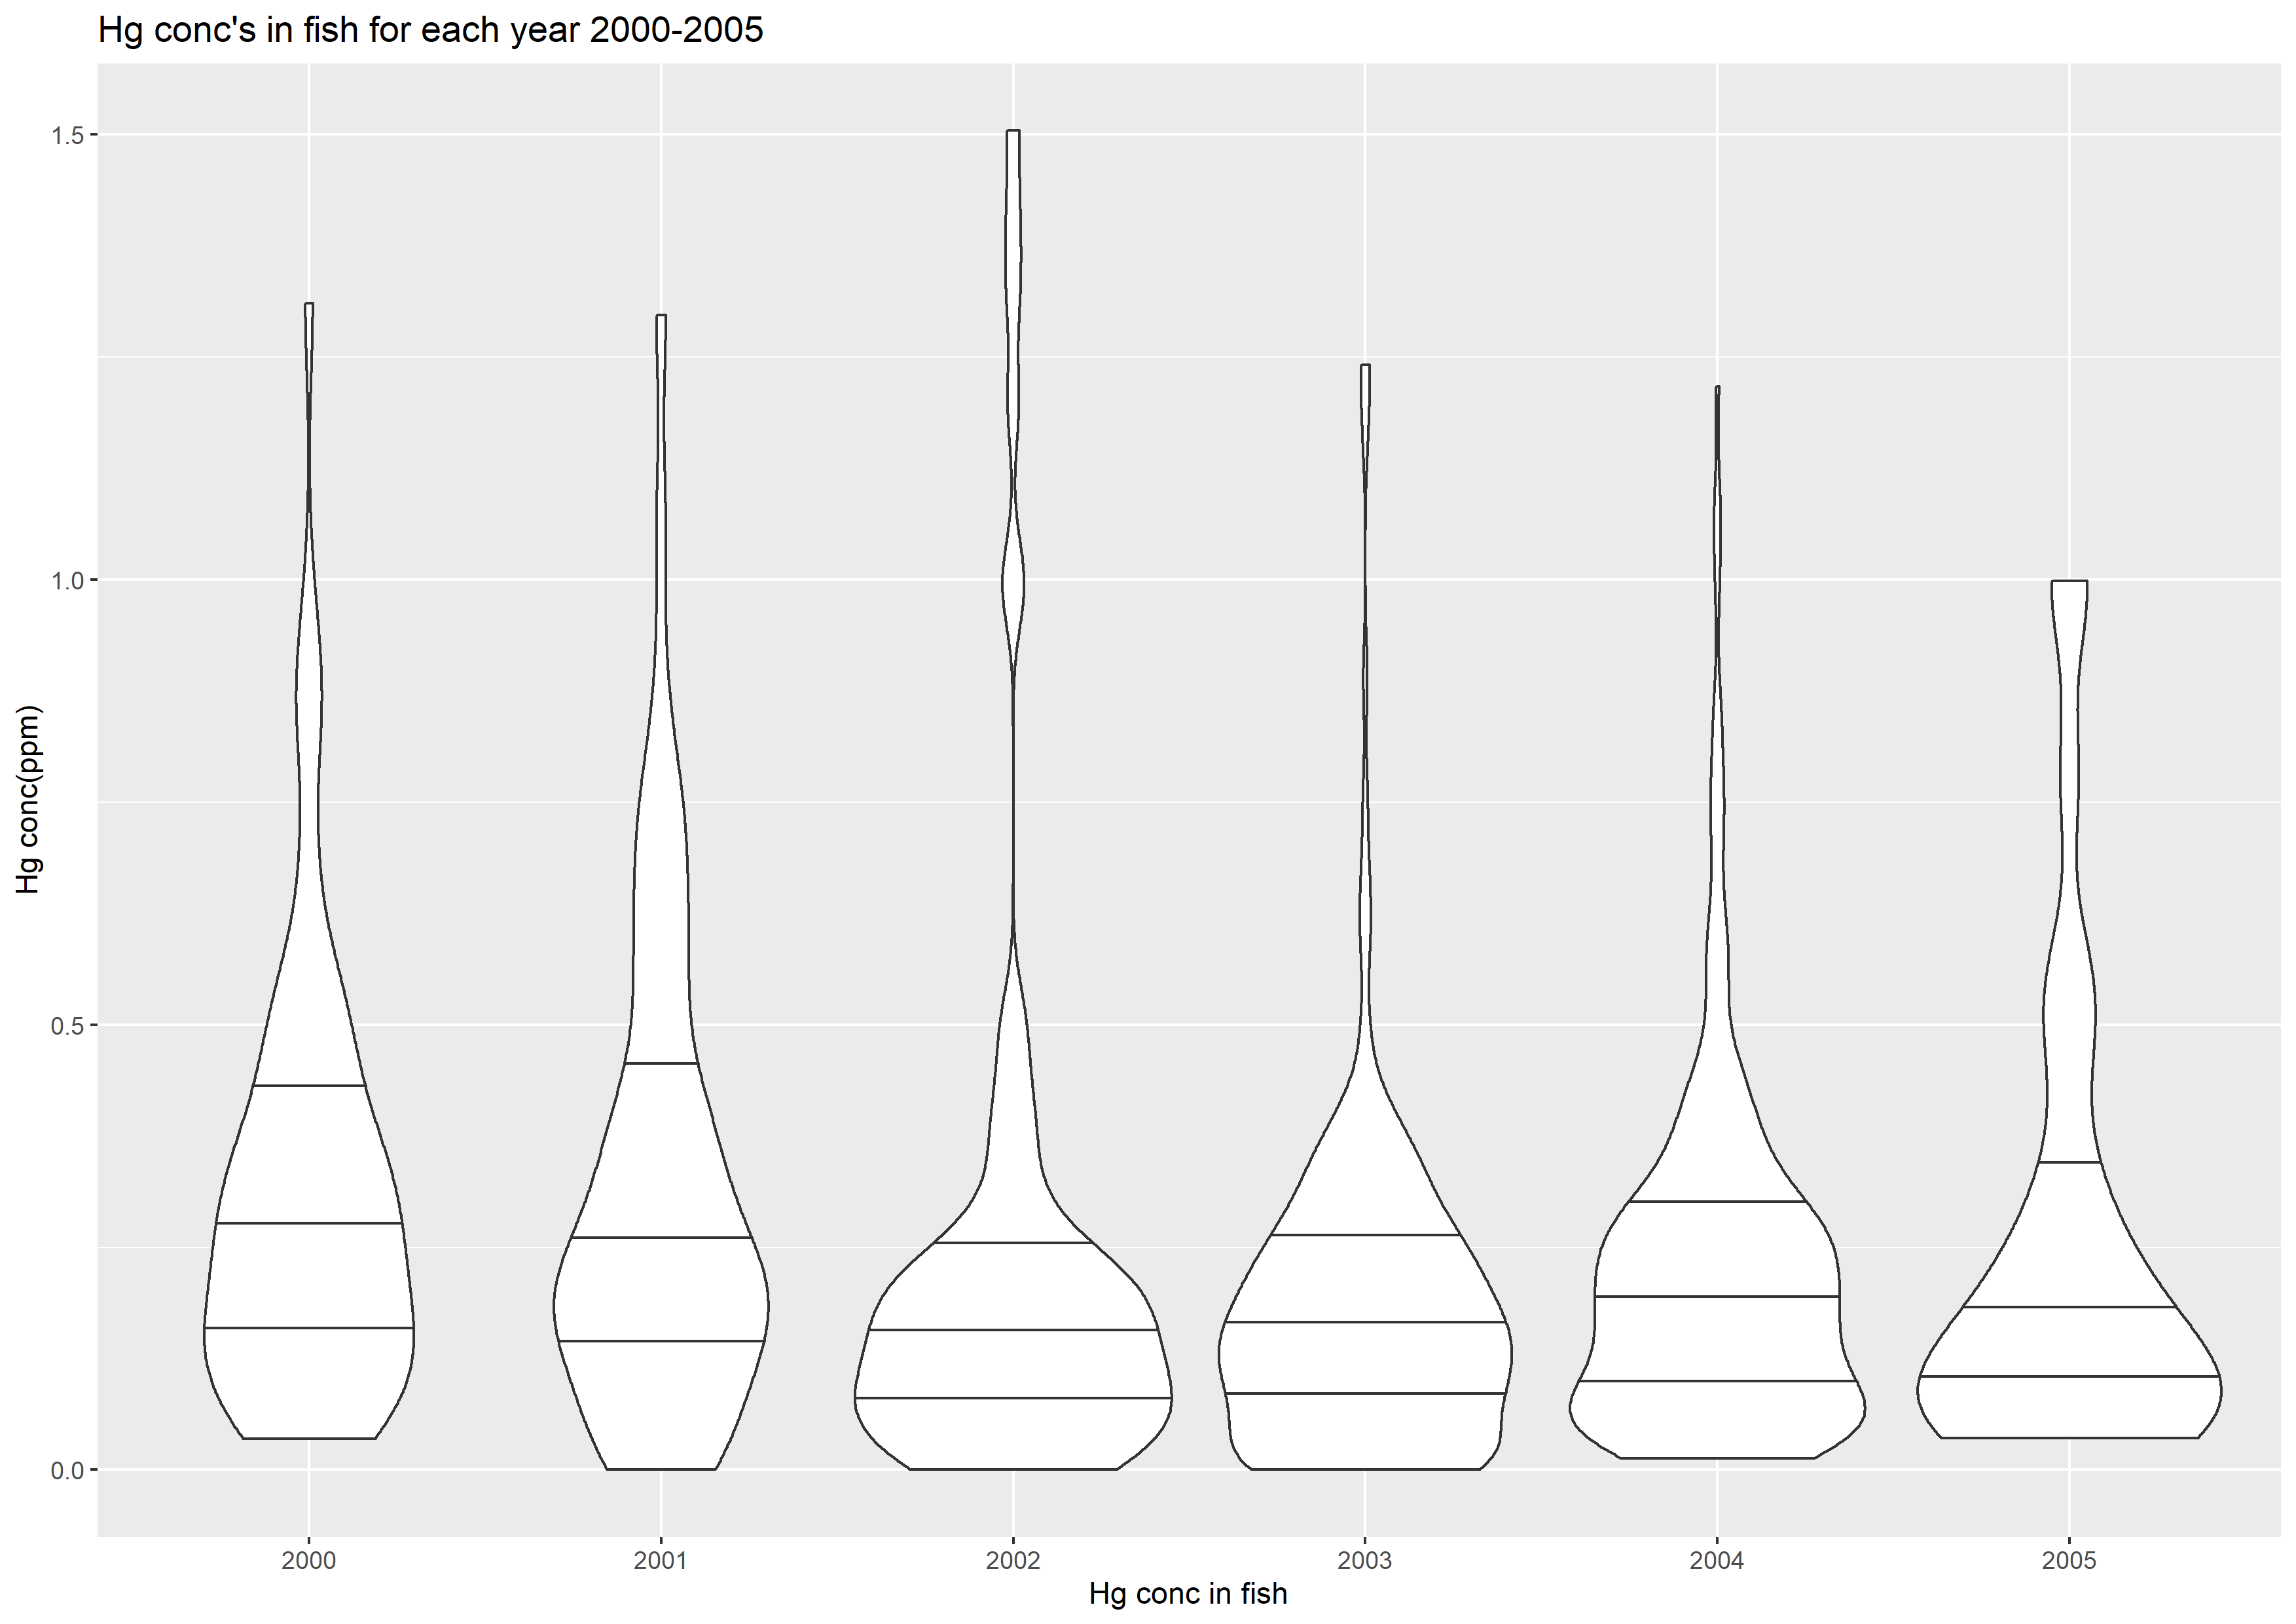 Hg conc's in fish for each year 2000-2005
1.5
1.0
0.5
0.0
Hg conc(ppm)
2000 2001 2002 2003 2004 2005
Hg conc in fish